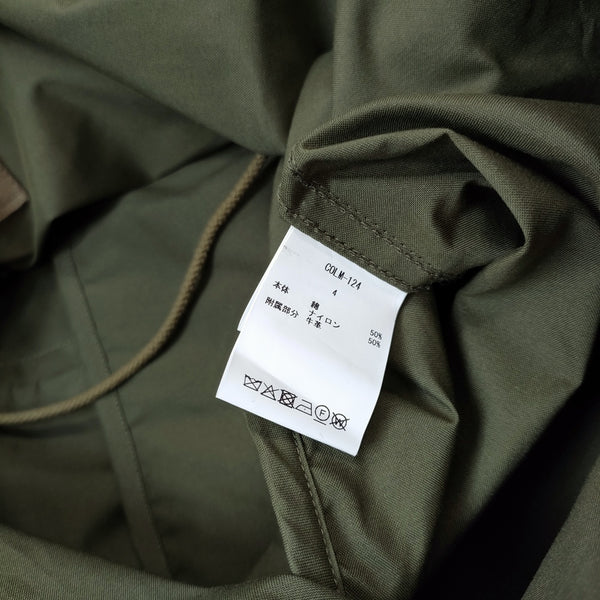 COLM-124
4
本体 綿
附属部分 ナイロン 50%
牛革 50%
F W